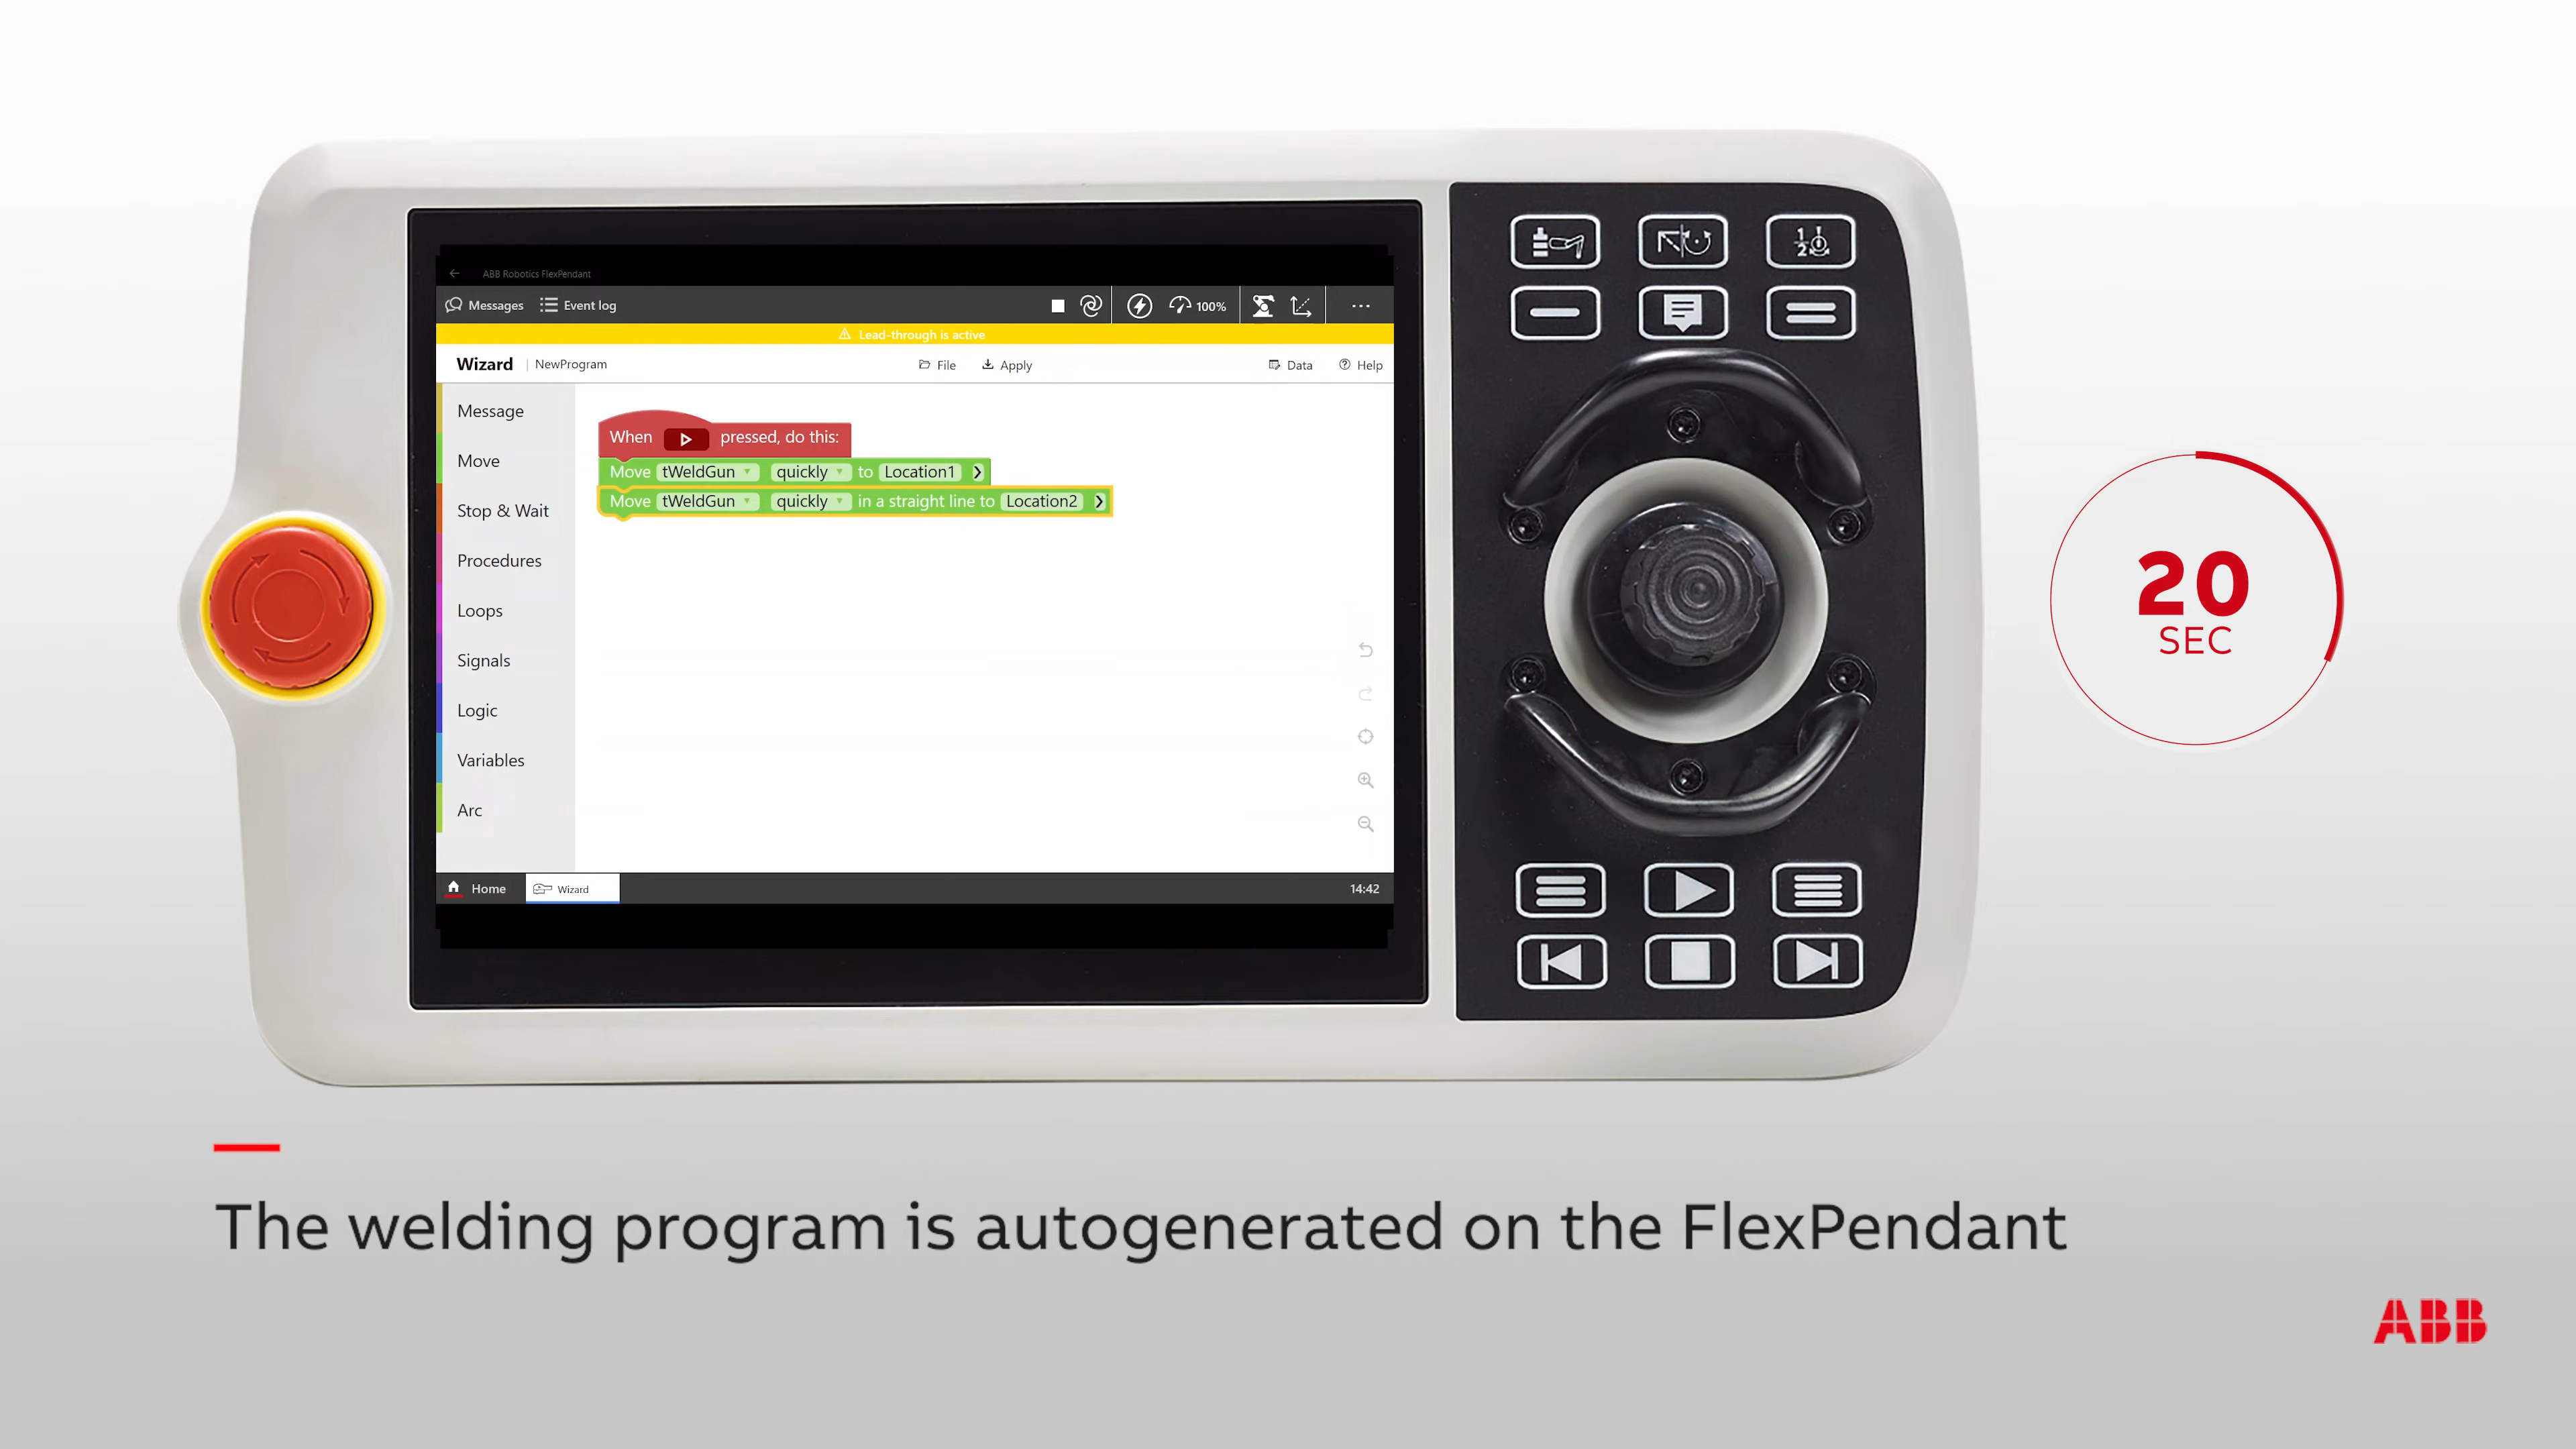 ABB Robotics FlexPendant
Messages Event log 100% ...
Lead-through is active
Wizard | NewProgram File Apply Data Help
Message
Move
Stop & Wait
Procedures
Loops
Signals
Logic
Variables
Arc
When pressed, do this:
Move tWeldGun quickly to Location1
Move tWeldGun quickly in a straight line to Location2
Home Wizard 14:42
1
2
20
SEC
The welding program is autogenerated on the FlexPendant
ABB